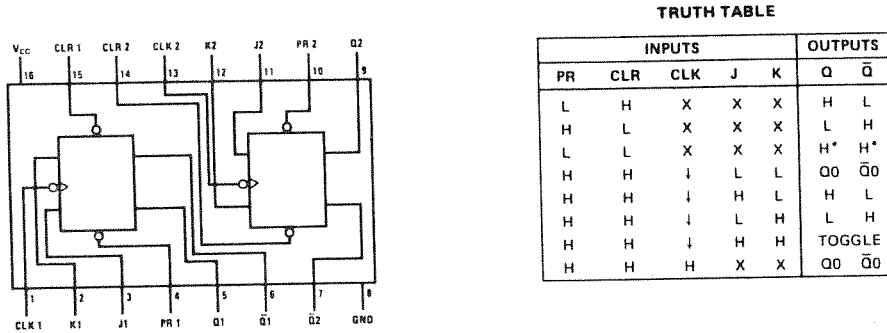 VCC CLR 1 CLR 2 CLK 2 K2 J2 PR 2 Q2
16 15 14 13 12 11 10 9
1 2 3 4 5 6 7 8
CLK 1 K1 J1 PR 1 Q1 Q̄1 Q̄2 GND
TRUTH TABLE
INPUTS OUTPUTS
PR CLR CLK J K Q Q̄
L H X X X H L
H L X X X L H
L L X X X H* H*
H H ↓ L L Q0 Q̄0
H H ↓ H L H L
H H ↓ L H L H
H H ↓ H H TOGGLE
H H H X X Q0 Q̄0